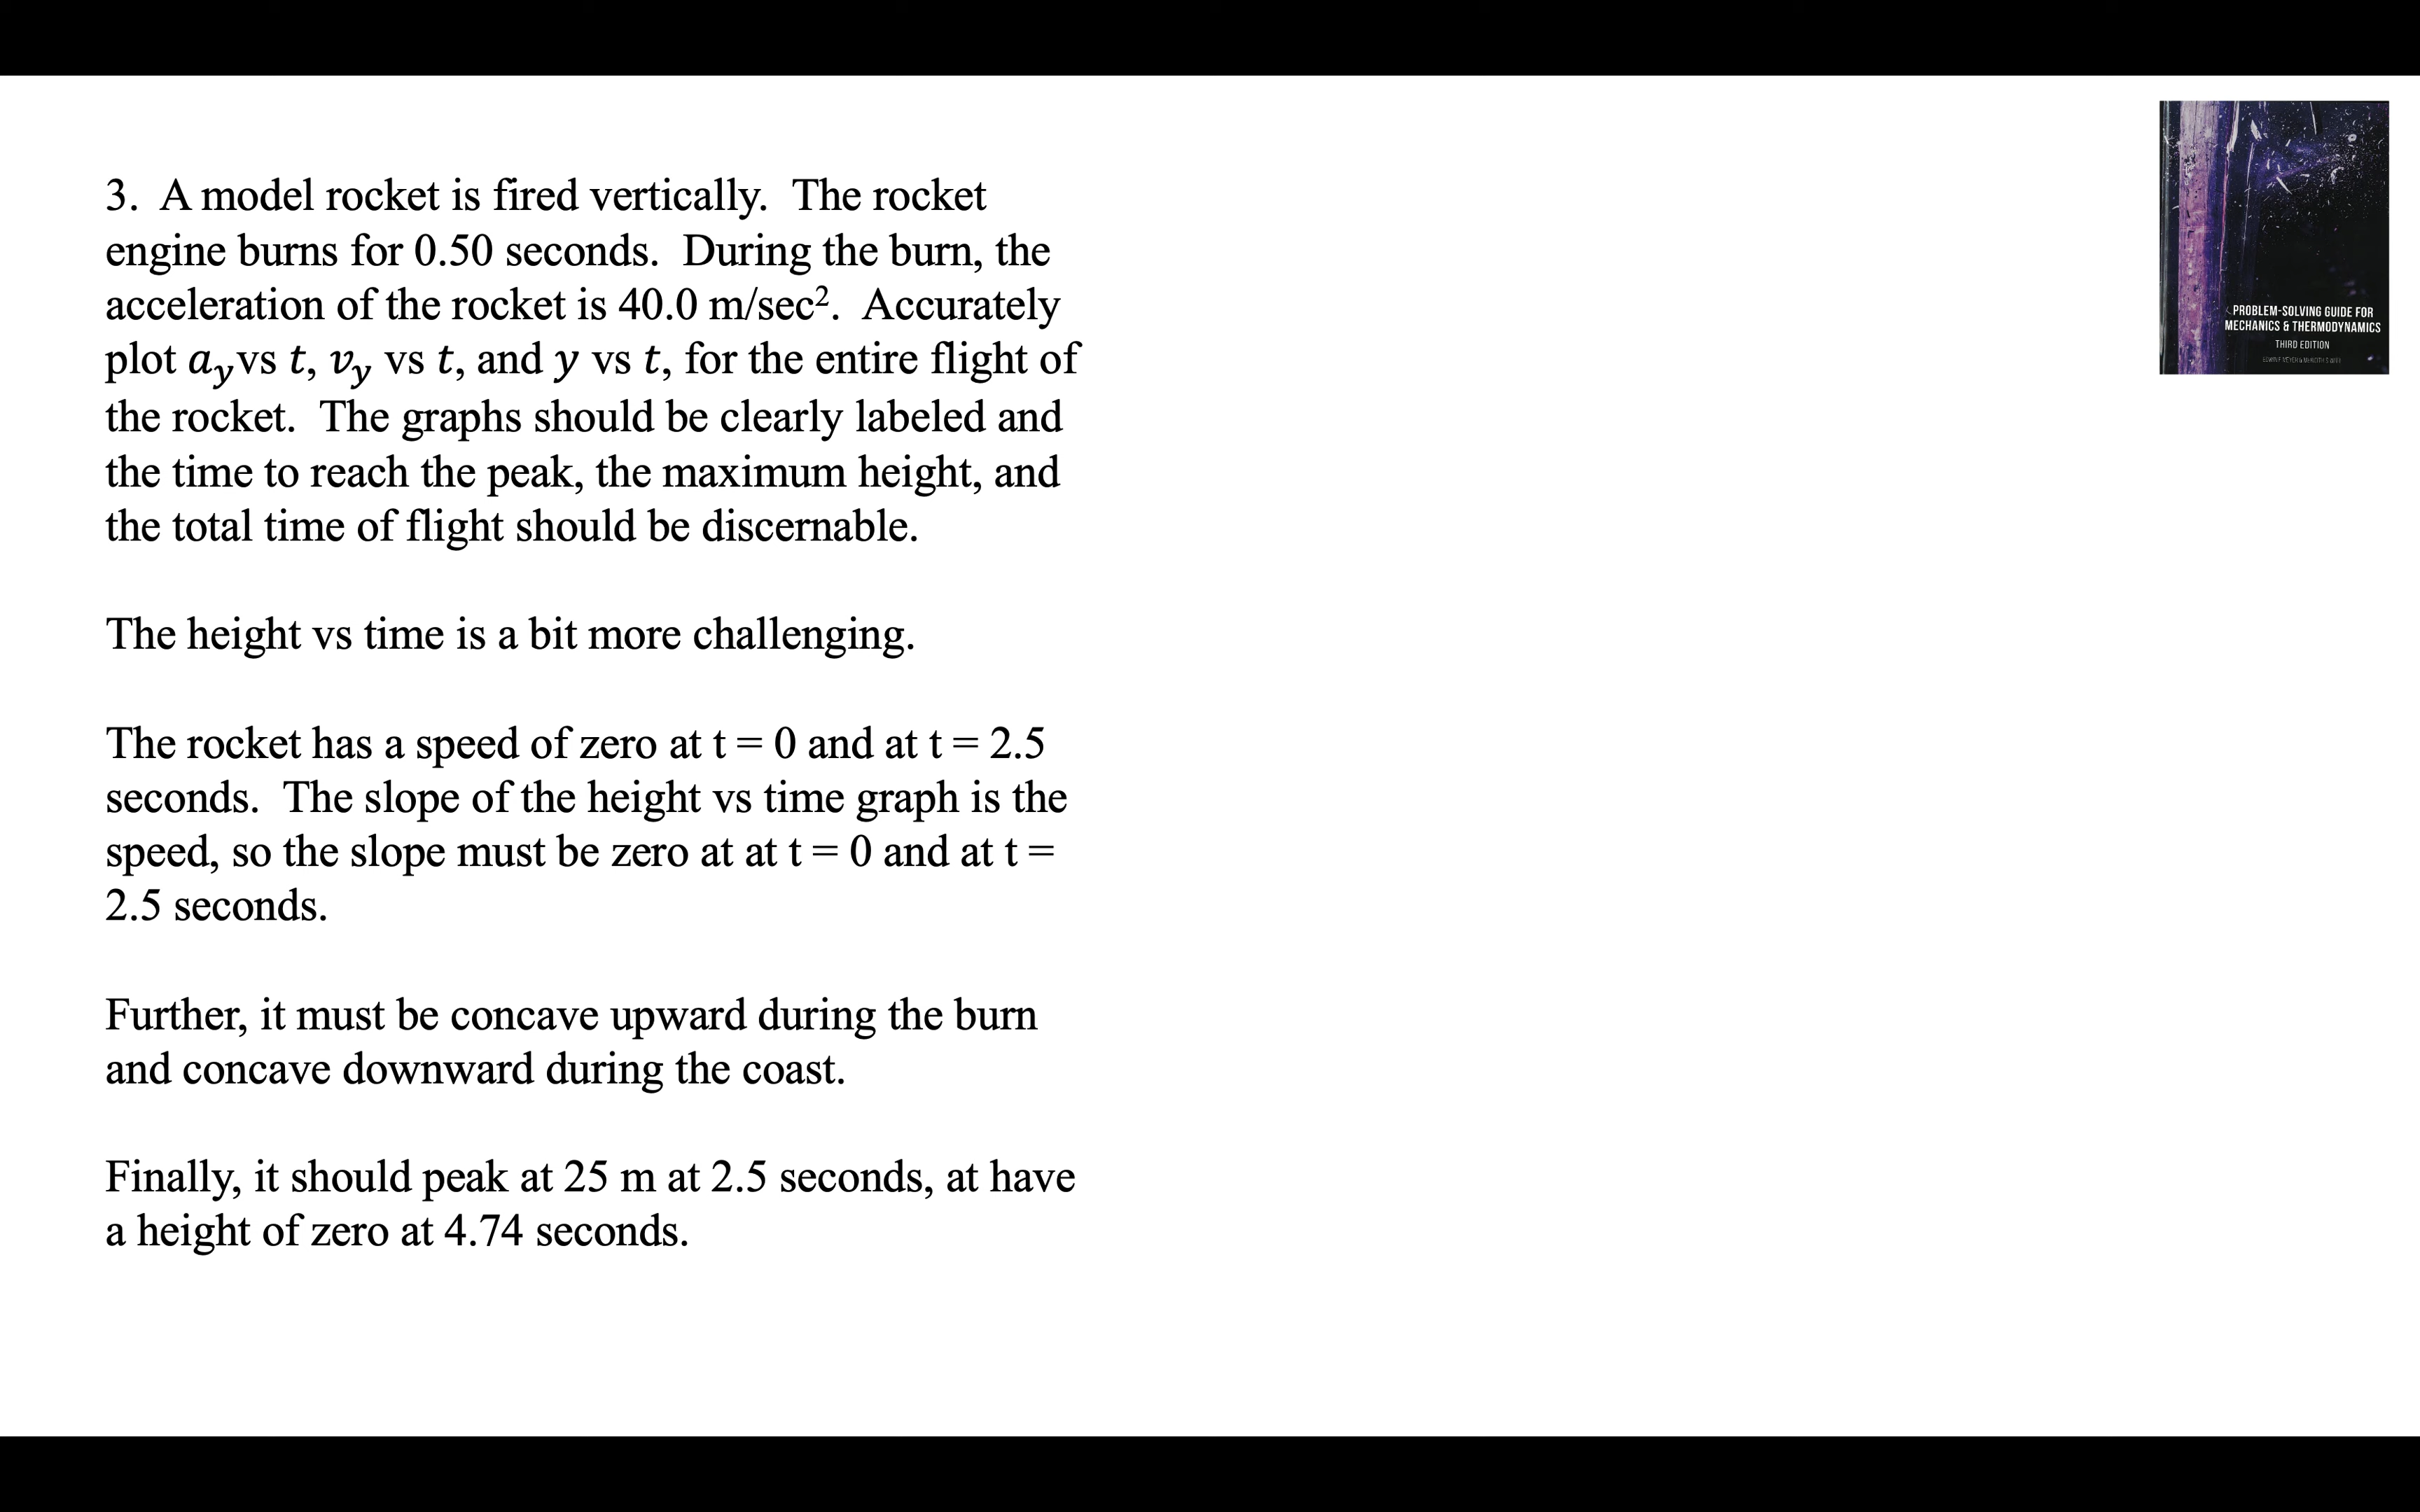 3.  A model rocket is fired vertically.  The rocket
engine burns for 0.50 seconds.  During the burn, the
acceleration of the rocket is 40.0 m/sec².  Accurately
plot a_y vs t, v_y vs t, and y vs t, for the entire flight of
the rocket.  The graphs should be clearly labeled and
the time to reach the peak, the maximum height, and
the total time of flight should be discernable.
The height vs time is a bit more challenging.
The rocket has a speed of zero at t = 0 and at t = 2.5
seconds.  The slope of the height vs time graph is the
speed, so the slope must be zero at at t = 0 and at t =
2.5 seconds.
Further, it must be concave upward during the burn
and concave downward during the coast.
Finally, it should peak at 25 m at 2.5 seconds, at have
a height of zero at 4.74 seconds.
PROBLEM-SOLVING GUIDE FOR
MECHANICS & THERMODYNAMICS
THIRD EDITION